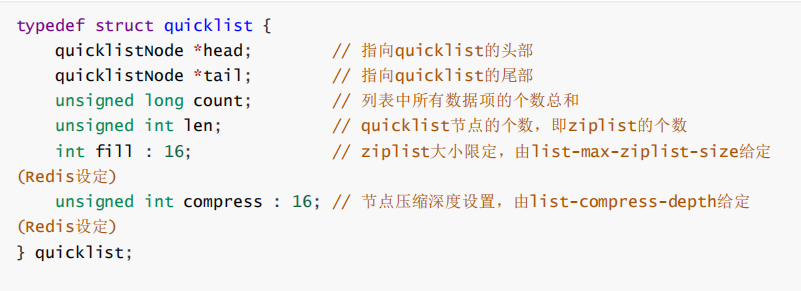 typedef struct quicklist {
    quicklistNode *head;        // 指向quicklist的头部
    quicklistNode *tail;        // 指向quicklist的尾部
    unsigned long count;        // 列表中所有数据项的个数总和
    unsigned int len;           // quicklist节点的个数，即ziplist的个数
    int fill : 16;              // ziplist大小限定，由list-max-ziplist-size给定
(Redis设定)
    unsigned int compress : 16; // 节点压缩深度设置，由list-compress-depth给定
(Redis设定)
} quicklist;